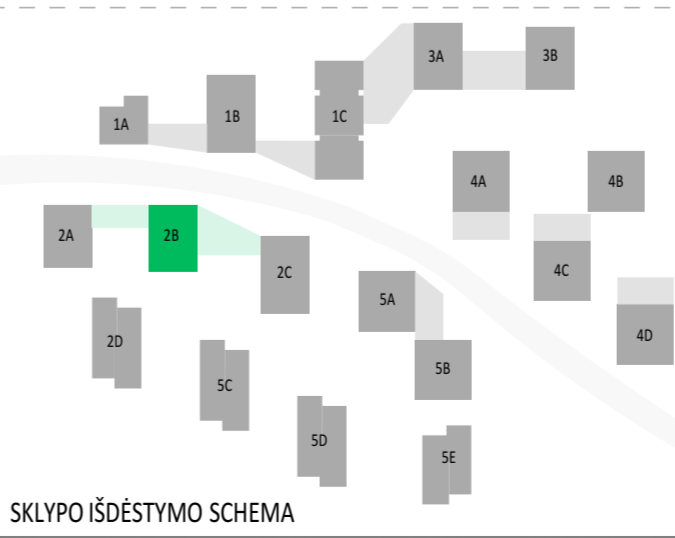 3A
3B
1A
1B
1C
4A
4B
2A
2B
2C
4C
5A
4D
2D
5B
5C
5D
5E
SKLYPO IŠDĖSTYMO SCHEMA